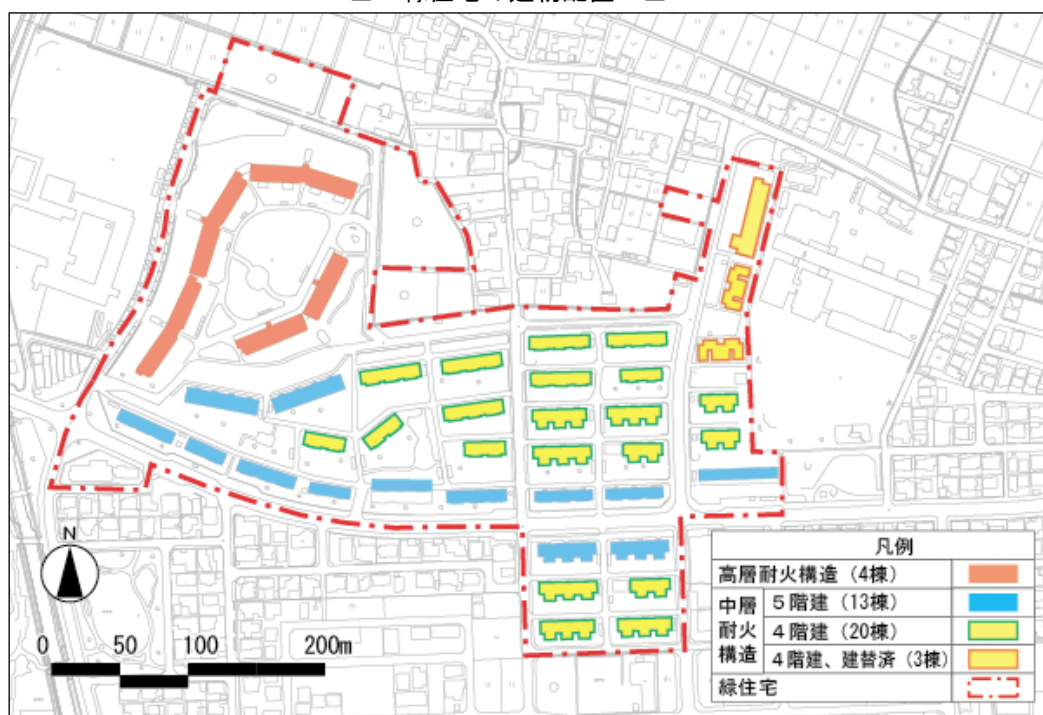 N
0 50 100 200m
凡例
高層耐火構造（4棟）
中層耐火構造
５階建（13棟）
４階建（20棟）
４階建、建替済（3棟）
緑住宅